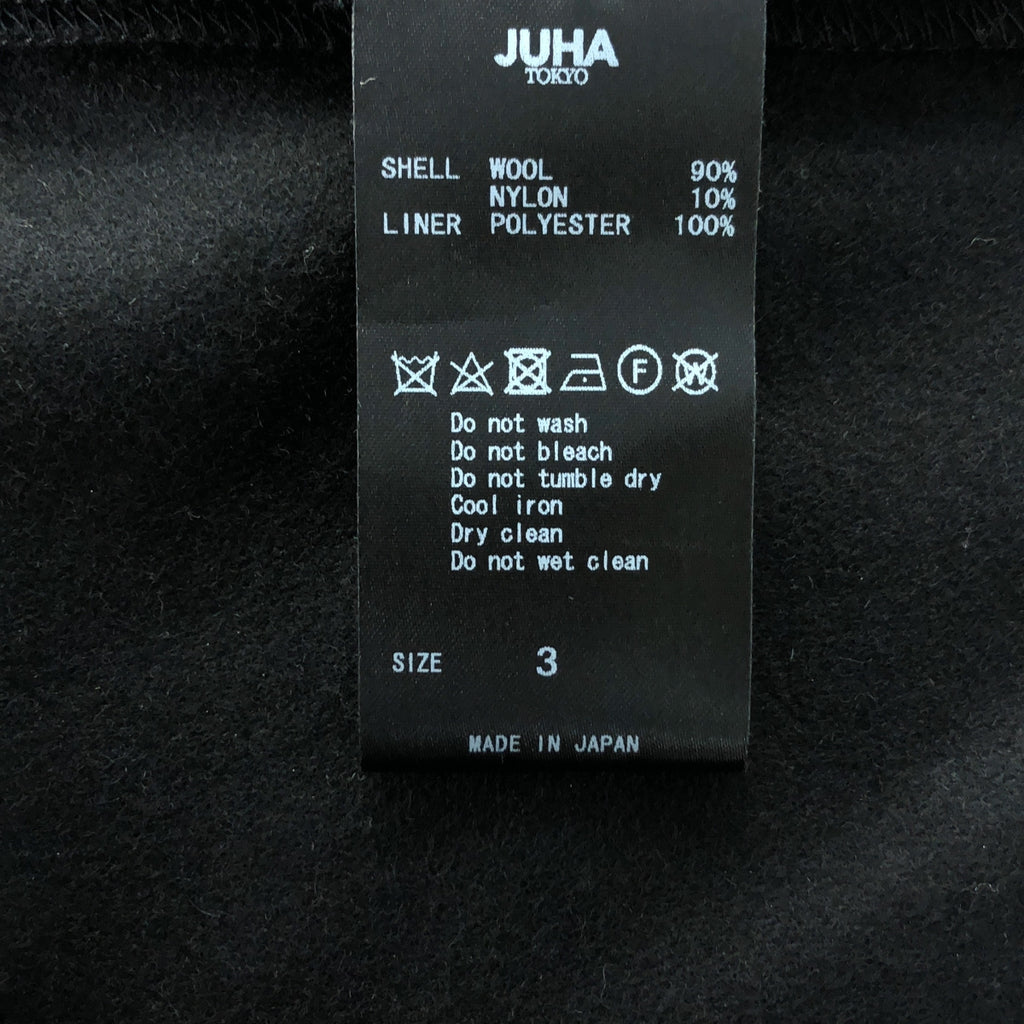 JUHA
TOKYO
SHELL WOOL 90%
NYLON 10%
LINER POLYESTER 100%
F W
Do not wash
Do not bleach
Do not tumble dry
Cool iron
Dry clean
Do not wet clean
SIZE 3
MADE IN JAPAN